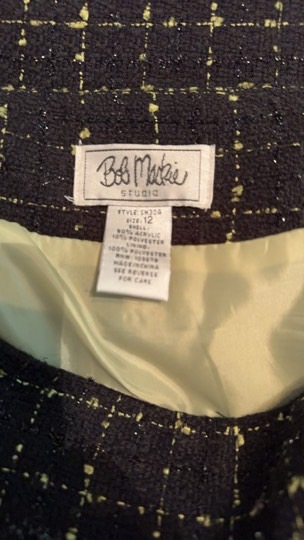 Bob Mackie
STUDIO
SIZE: 12
SHELL:
90% ACRYLIC
10% POLYESTER
LINING:
100% POLYESTER
MADE IN CHINA
SEE REVERSE
FOR CARE